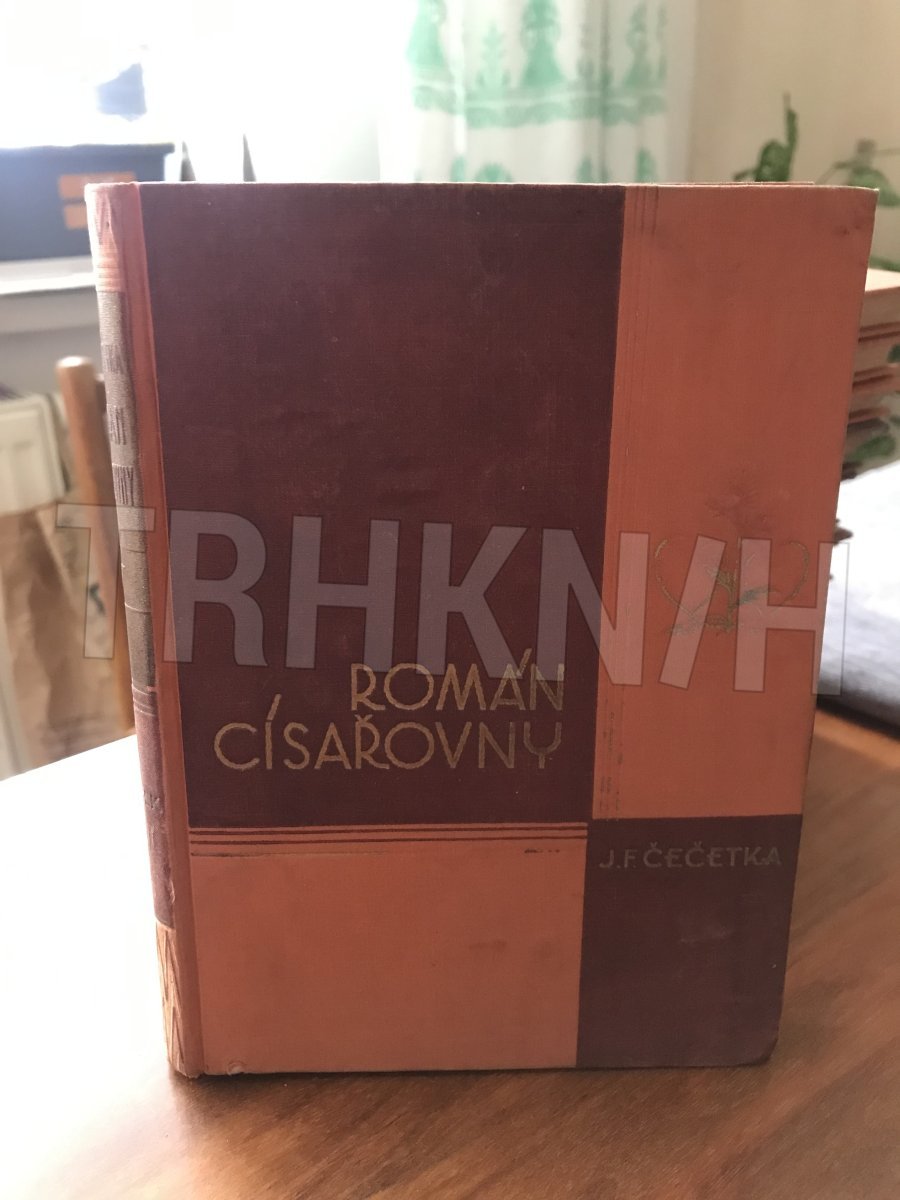 TRHKNIH
ROMÁN
CÍSAŘOVNY
J.F.ČEČETKA